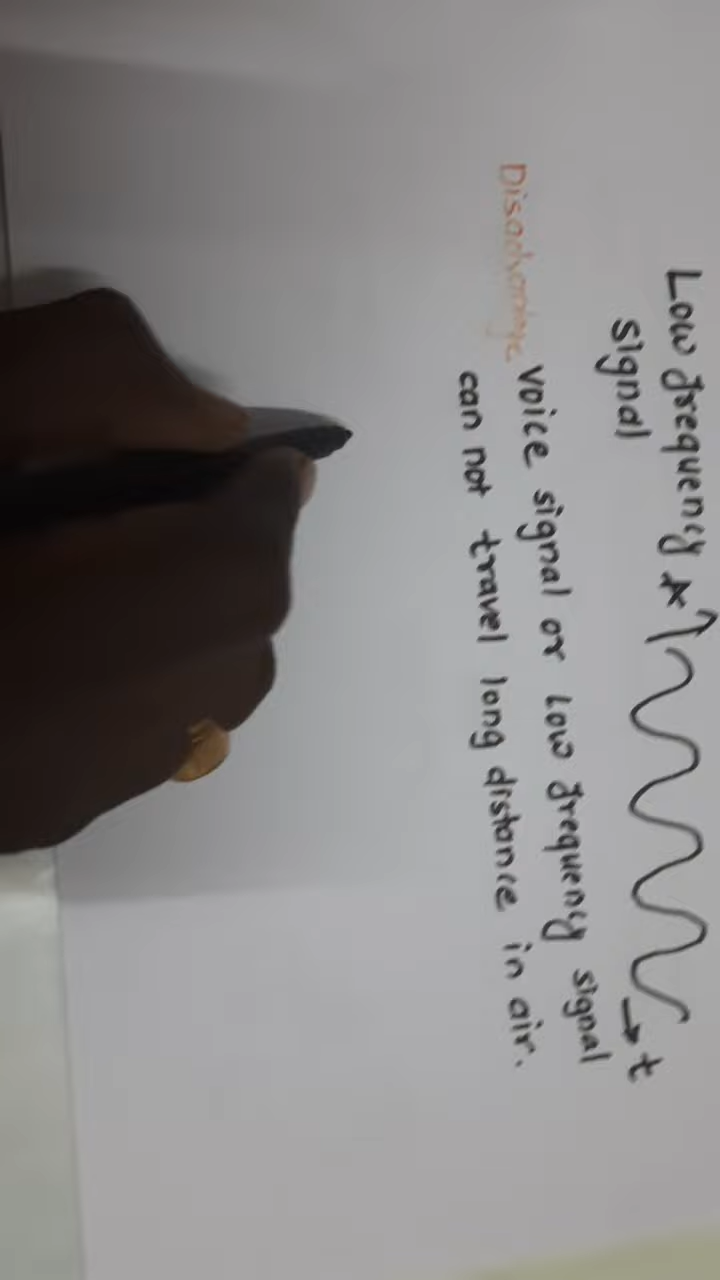 Low frequency
signal
t
Disadvantage voice signal or Low frequency signal
can not travel long distance in air.